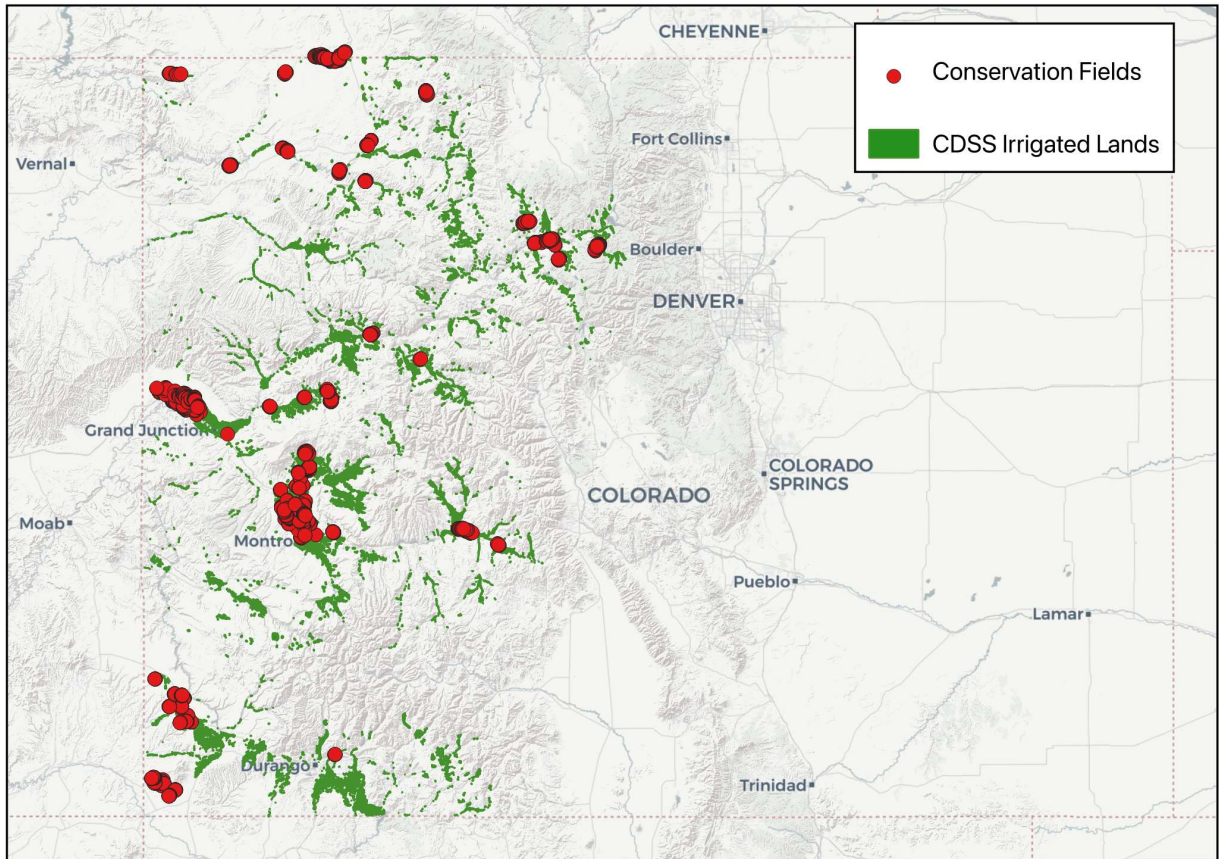 CHEYENNE
Conservation Fields
Fort Collins
CDSS Irrigated Lands
Vernal
Boulder
DENVER
Grand Junction
COLORADO
SPRINGS
COLORADO
Moab
Montro
Pueblo
Lamar
Durango
Trinidad